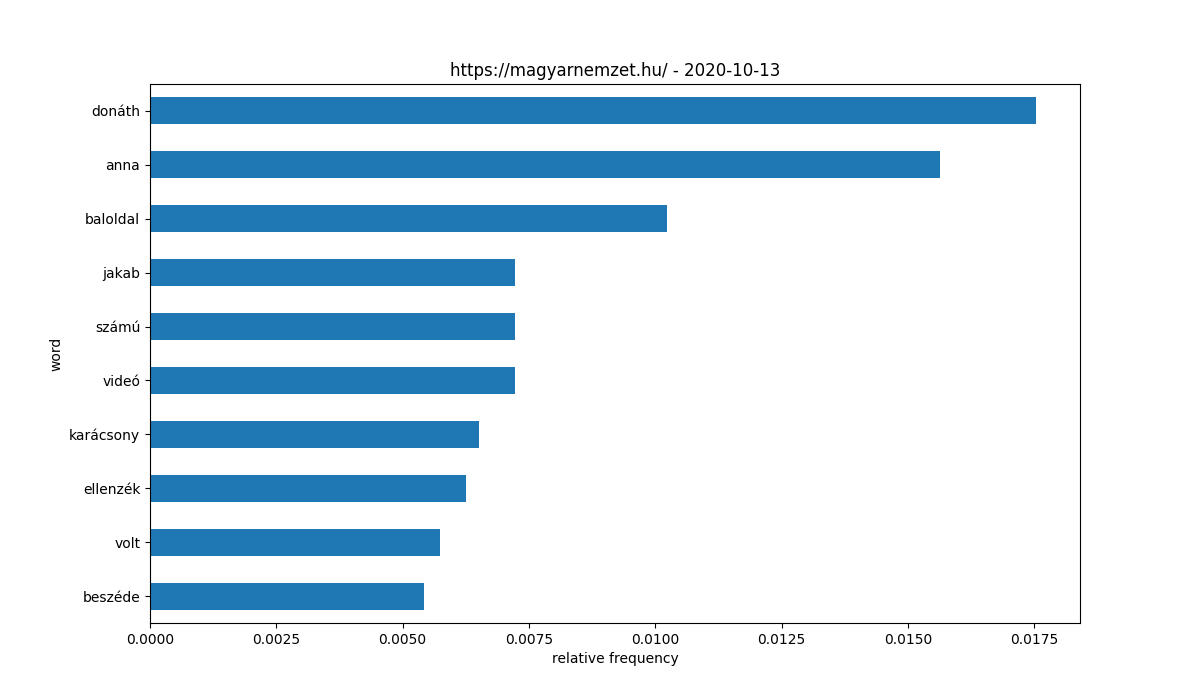 https://magyarnemzet.hu/ - 2020-10-13
donáth
anna
baloldal
jakab
számú
videó
karácsony
ellenzék
volt
beszéde
word
0.0000 0.0025 0.0050 0.0075 0.0100 0.0125 0.0150 0.0175
relative frequency